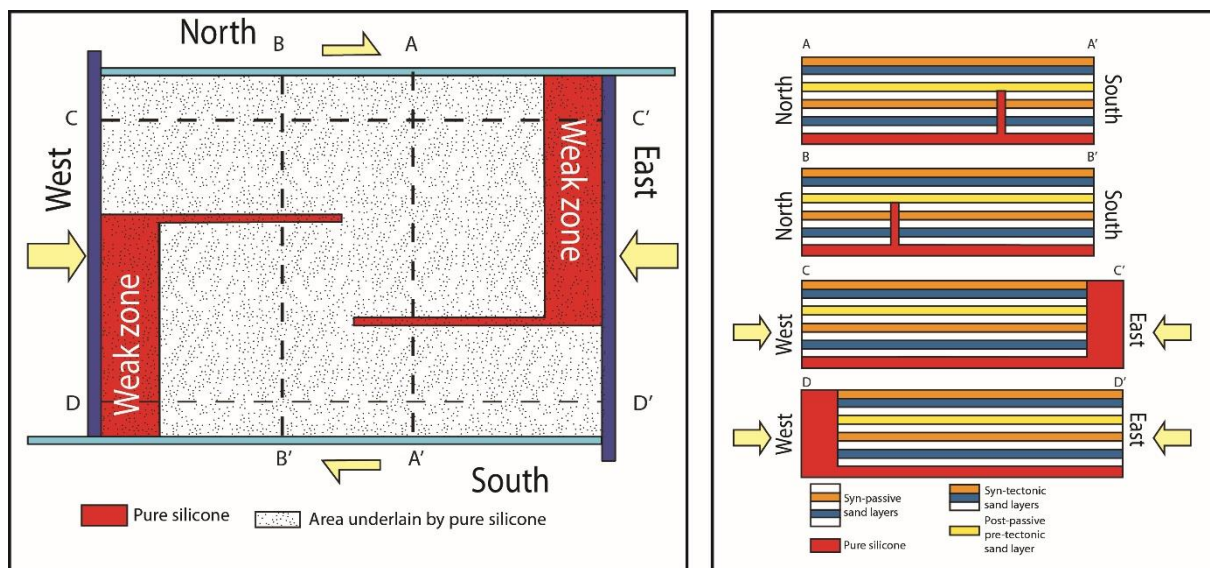 North
B
A
C
C'
West
Weak zone
Weak zone
East
D
D'
B'
A'
South
Pure silicone
Area underlain by pure silicone
A
A'
North
South
B
B'
North
South
C
C'
West
East
D
D'
West
East
Syn-passive
sand layers
Syn-tectonic
sand layers
Pure silicone
Post-passive
pre-tectonic
sand layer